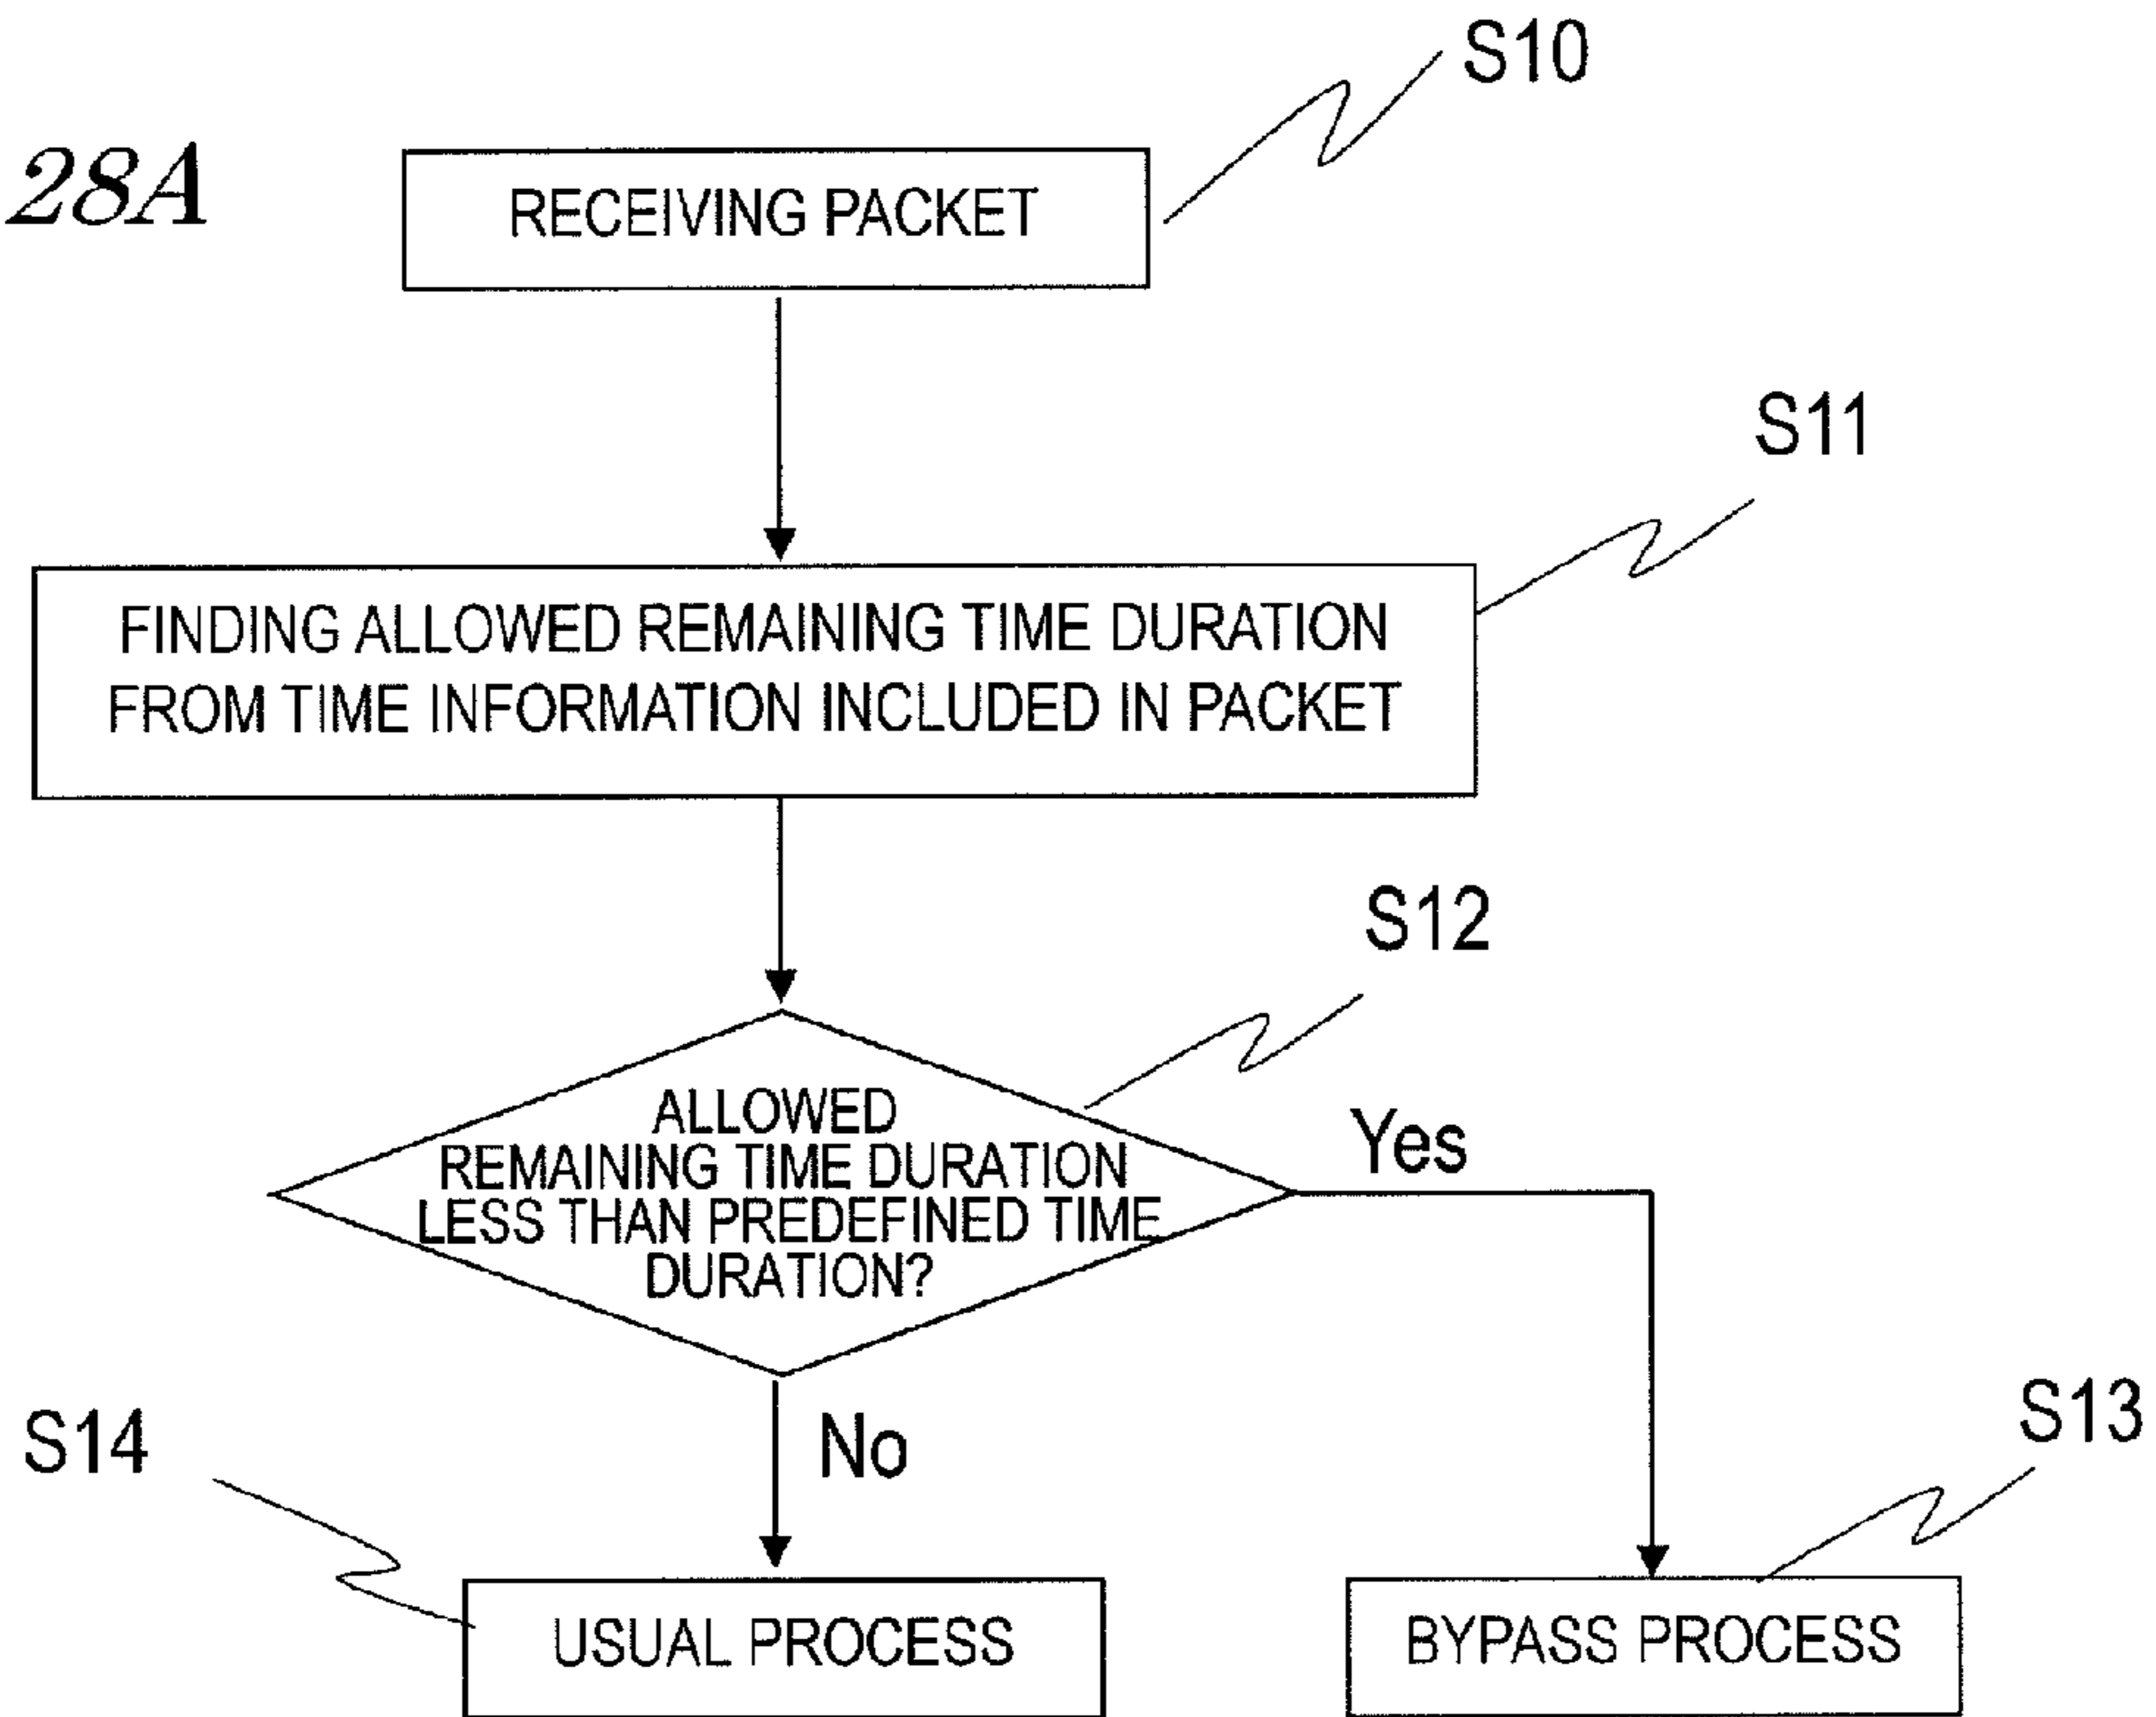 S10
28A
RECEIVING PACKET
S11
FINDING ALLOWED REMAINING TIME DURATION
FROM TIME INFORMATION INCLUDED IN PACKET
S12
ALLOWED
REMAINING TIME DURATION
LESS THAN PREDEFINED TIME
DURATION?
Yes
No
S14
S13
USUAL PROCESS
BYPASS PROCESS